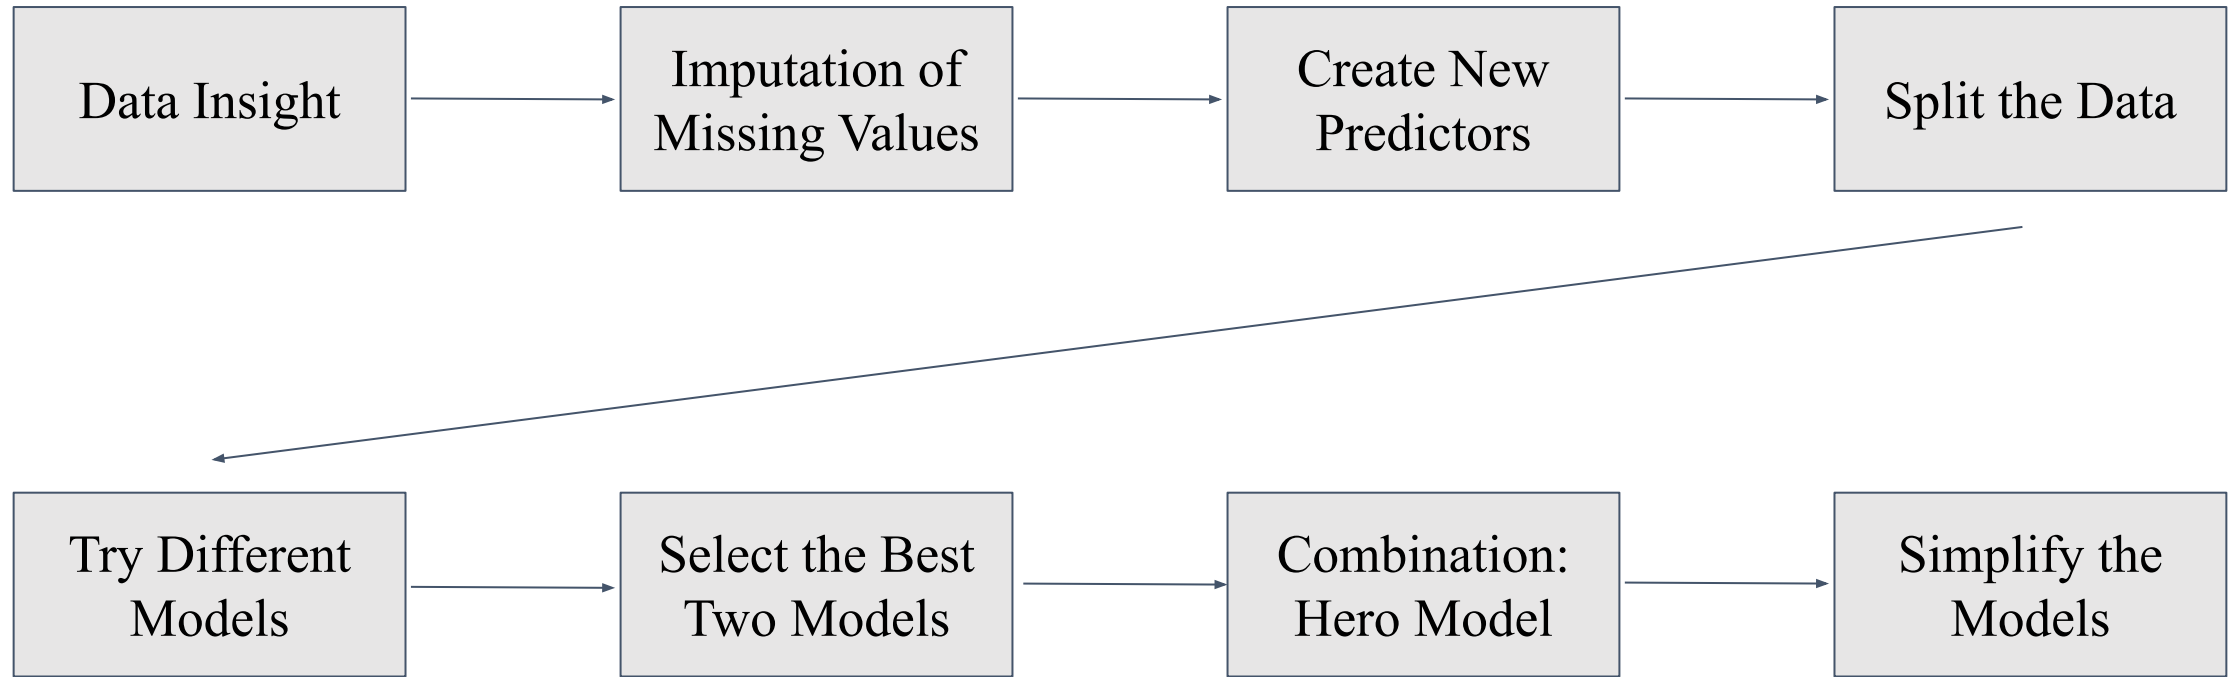 Data Insight
Imputation of
Missing Values
Create New
Predictors
Split the Data
Try Different
Models
Select the Best
Two Models
Combination:
Hero Model
Simplify the
Models